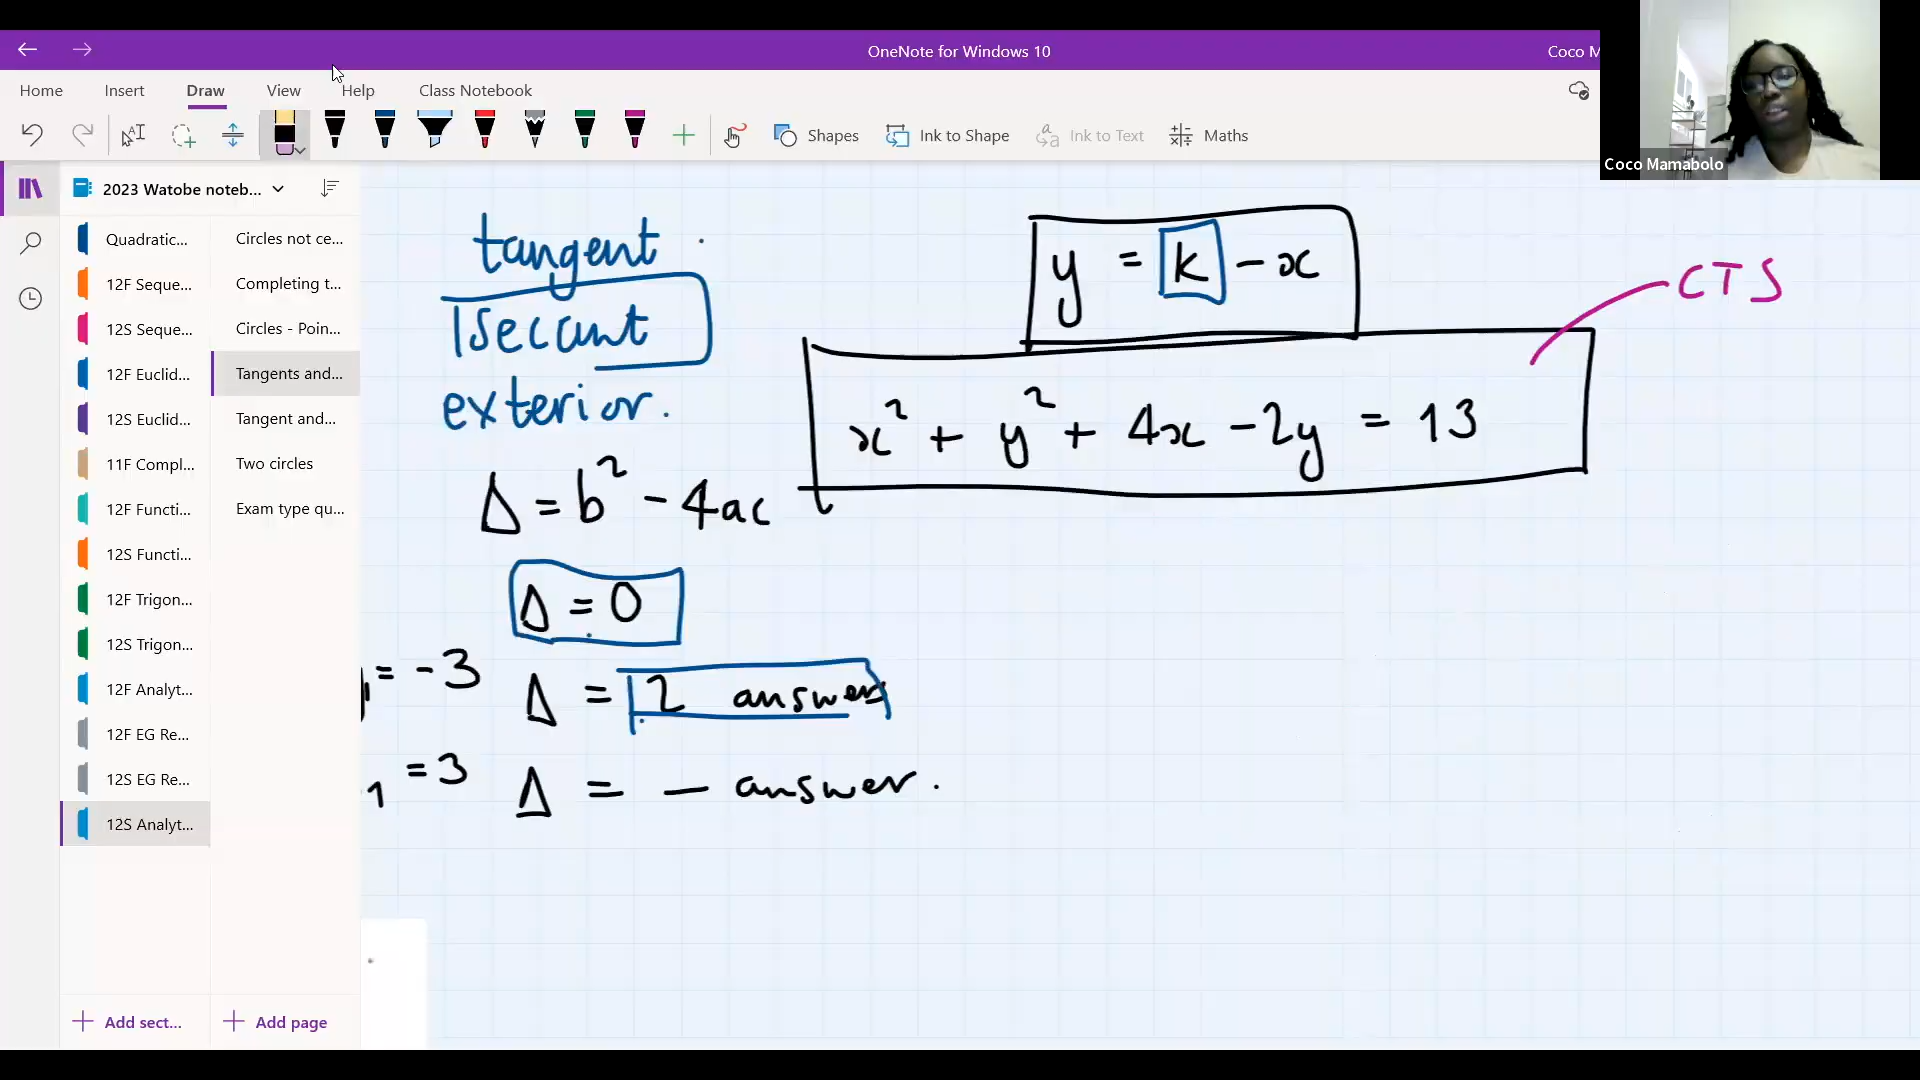 OneNote for Windows 10
Coco M
Home Insert Draw View Help Class Notebook
Shapes Ink to Shape Ink to Text Maths
Coco Mamabolo
2023 Watobe noteb...
Quadratic...
12F Seque...
12S Seque...
12F Euclid...
12S Euclid...
11F Compl...
12F Functi...
12S Functi...
12F Trigon...
12S Trigon...
12F Analyt...
12F EG Re...
12S EG Re...
12S Analyt...
Add sect...
Circles not ce...
Completing t...
Circles - Poin...
Tangents and...
Tangent and...
Two circles
Exam type qu...
Add page
tangent
secant
exterior.
Δ = b² - 4ac
Δ = 0
= -3
Δ = 2 answers
1 = 3
Δ = — answer.
y = k - x
CTS
x² + y² + 4x - 2y = 13